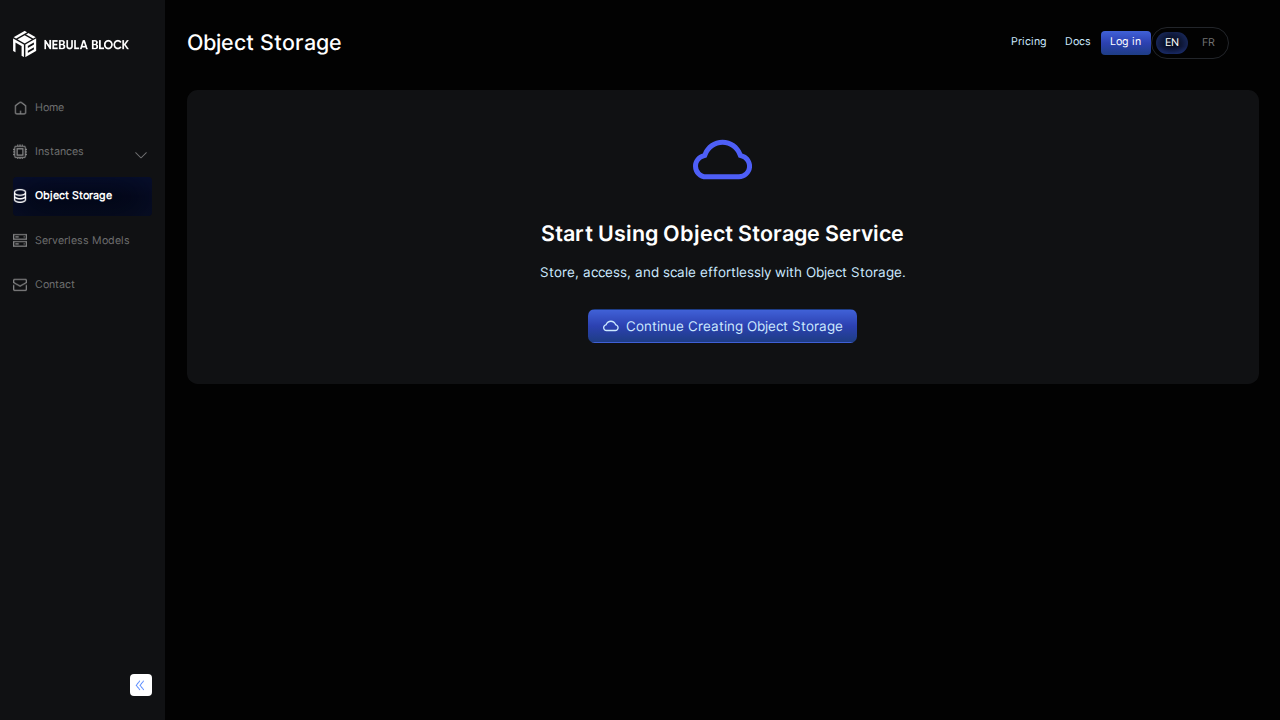 NEBULA BLOCK
Home
Instances
Object Storage
Serverless Models
Contact
Object Storage
Pricing
Docs
Log in
EN
FR
Start Using Object Storage Service
Store, access, and scale effortlessly with Object Storage.
Continue Creating Object Storage